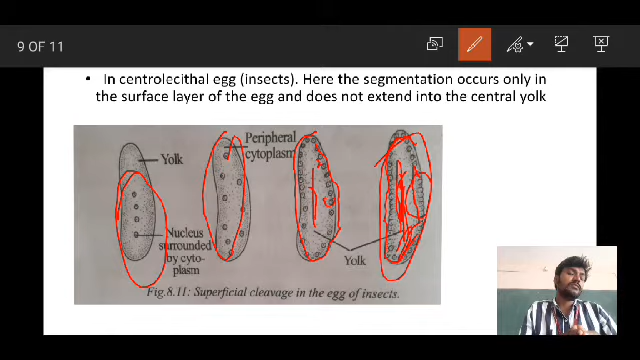 9 OF 11
• In centrolecithal egg (insects). Here the segmentation occurs only in
the surface layer of the egg and does not extend into the central yolk
Yolk
Peripheral
cytoplasm
Nucleus
surrounded
by cyto-
plasm
Yolk
Fig.8.11: Superficial cleavage in the egg of insects.